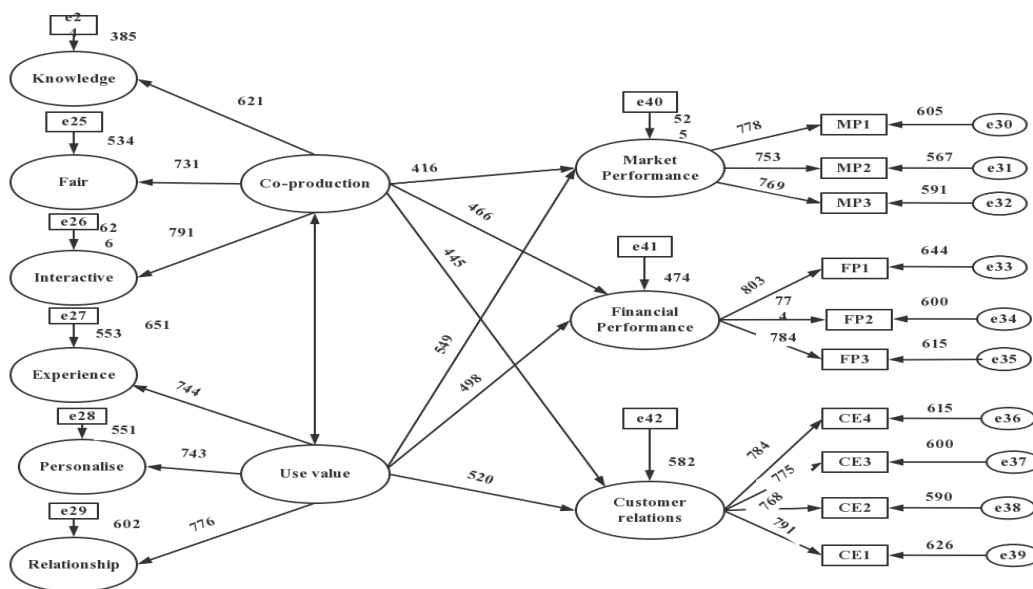 e2
4
385
Knowledge
621
e25
534
Fair
731
Co-production
e26
62
6
Interactive
791
e27
651
553
Experience
744
e28
551
Personalise
743
Use value
e29
602
Relationship
776
416
466
445
549
498
520
e40
52
5
Market
Performance
778
MP1
605
e30
753
MP2
567
e31
769
MP3
591
e32
e41
474
Financial
Performance
803
FP1
644
e33
77
4
FP2
600
e34
784
FP3
615
e35
e42
582
Customer
relations
784
CE4
615
e36
775
CE3
600
e37
768
CE2
590
e38
791
CE1
626
e39